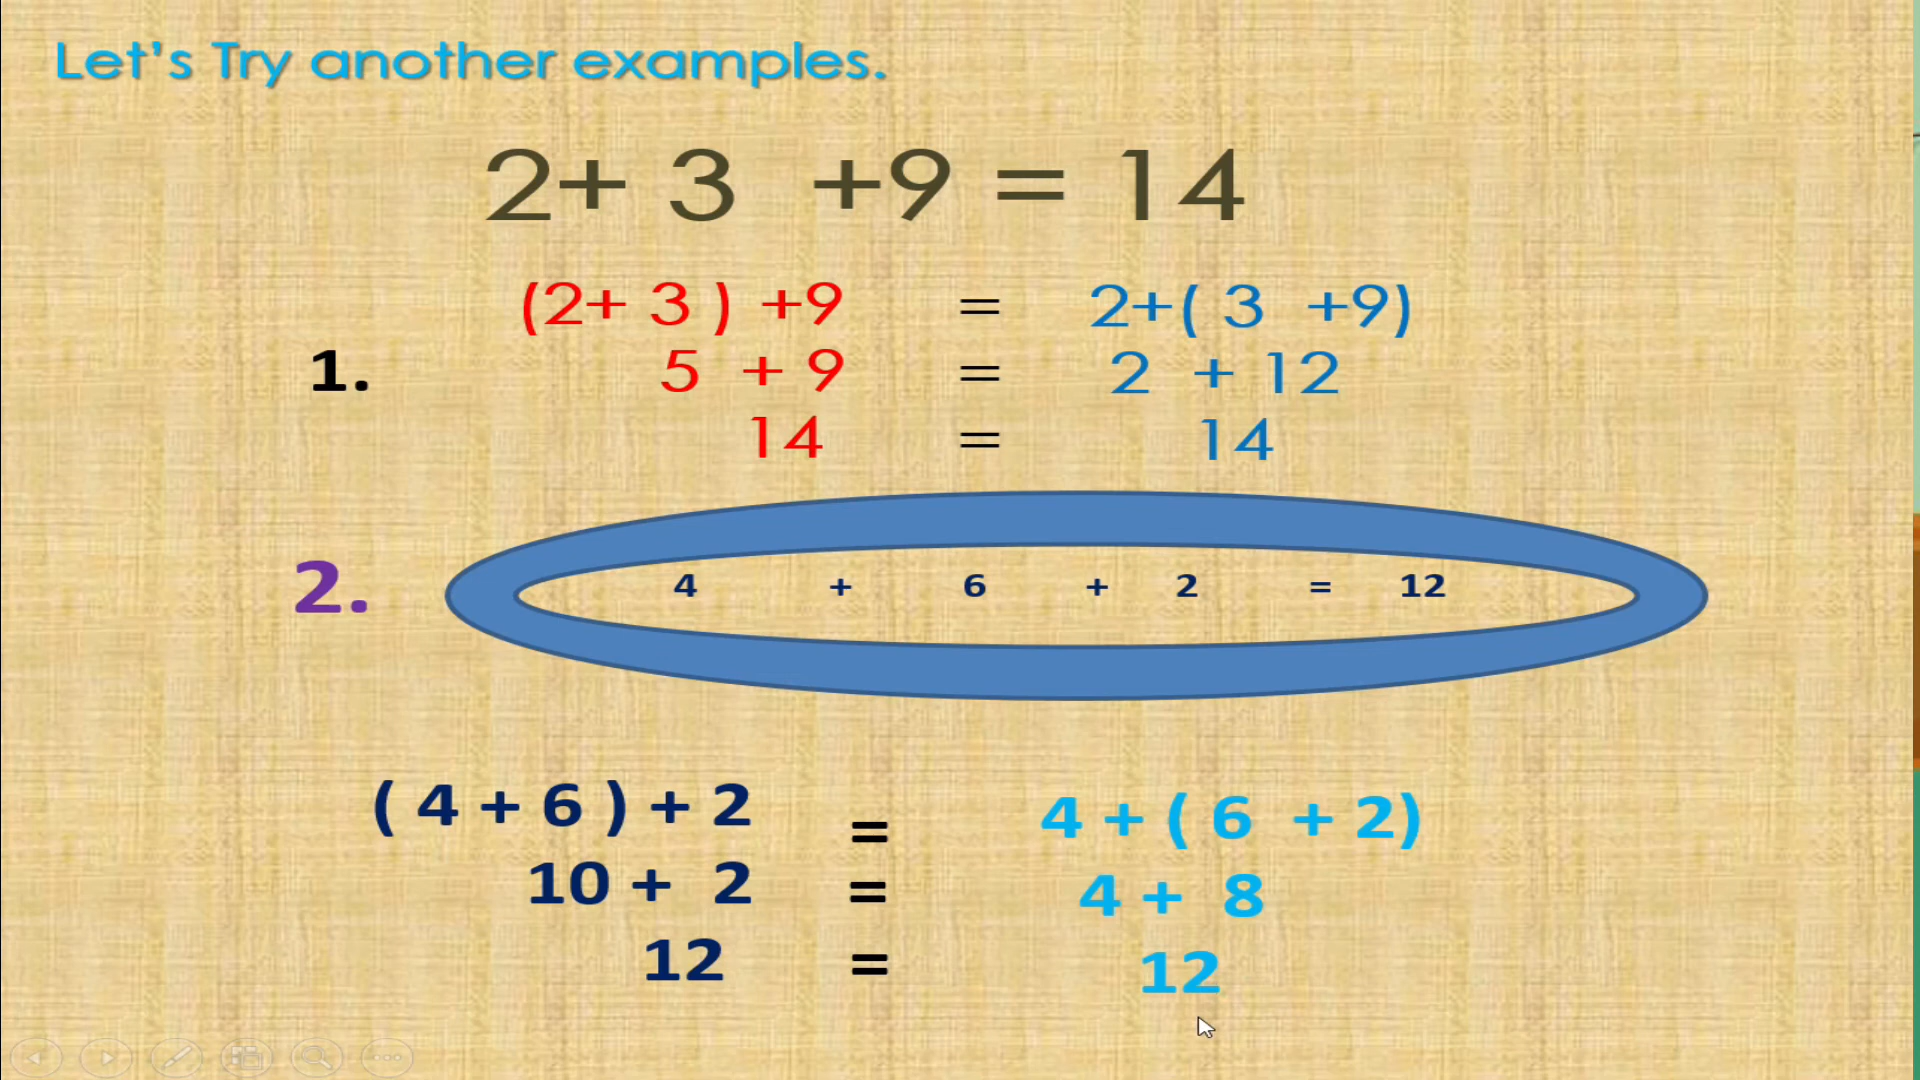 Let's Try another examples.
2+ 3 +9 = 14
(2+ 3 ) +9 = 2+( 3 +9)
1. 5 + 9 = 2 + 12
14 = 14
2. 4 + 6 + 2 = 12
( 4 + 6 ) + 2 = 4 + ( 6 + 2)
10 + 2 = 4 + 8
12 = 12